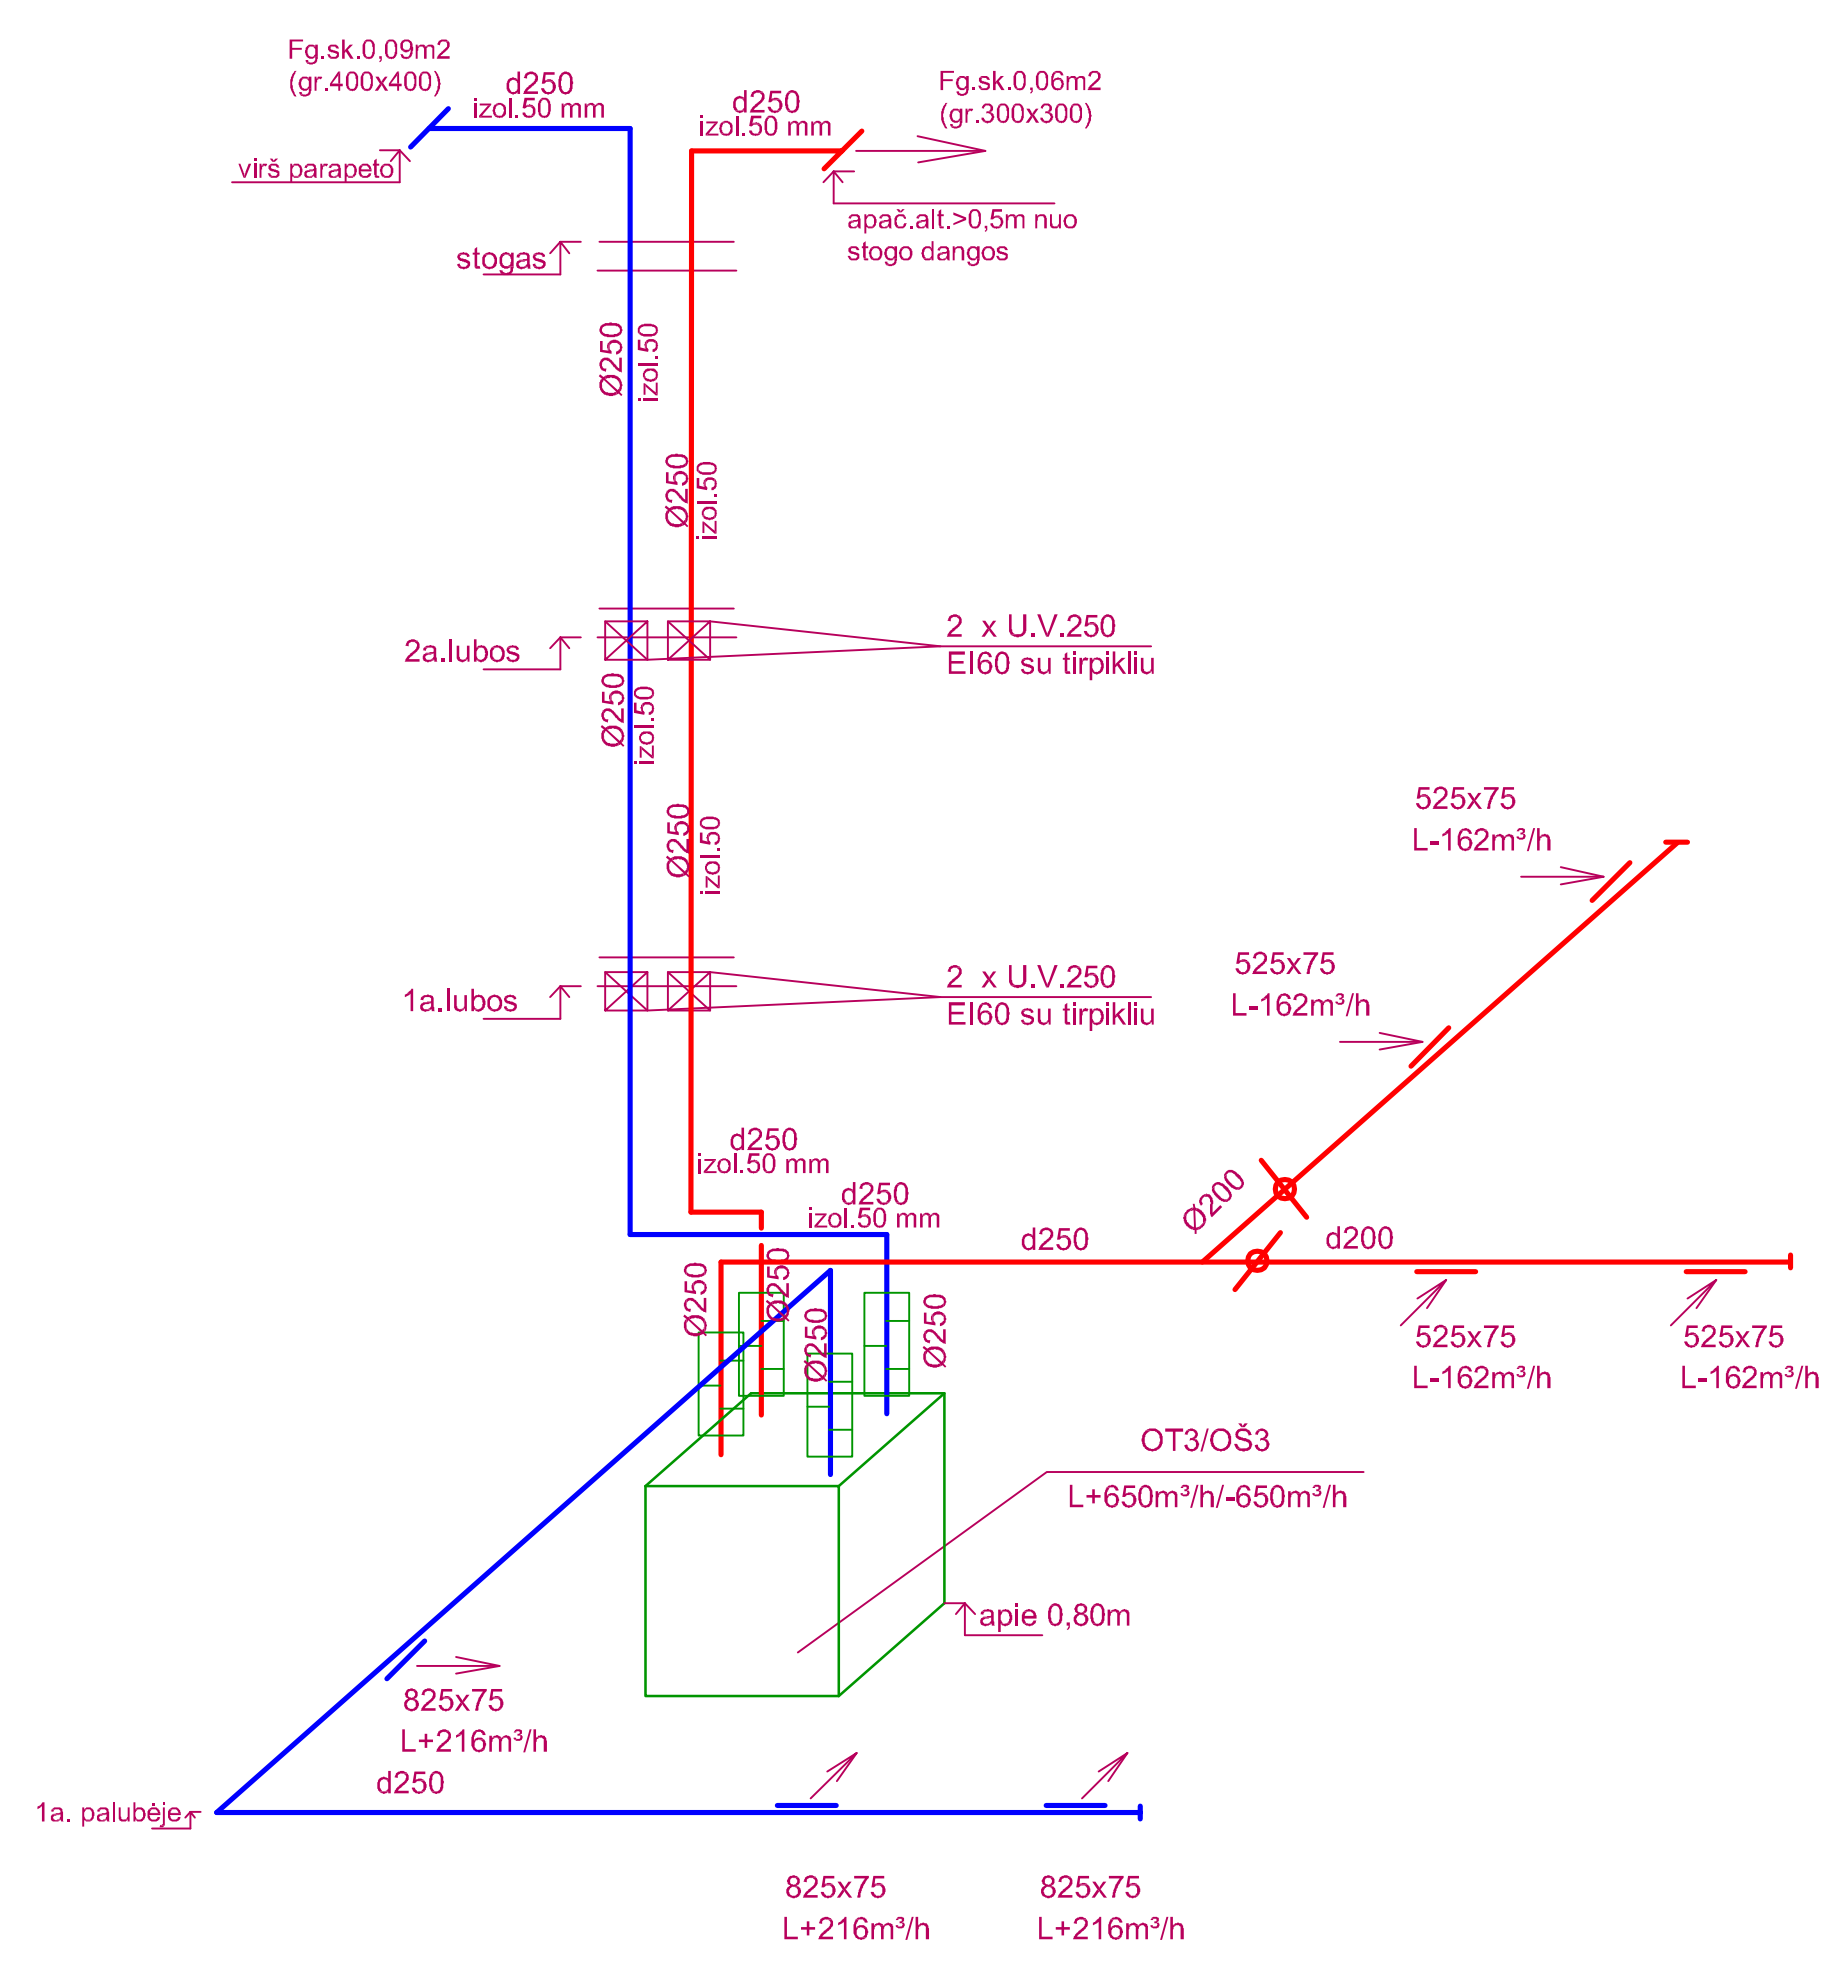 Fg.sk.0,09m2
(gr.400x400)
d250
izol.50 mm
d250
izol.50 mm
Fg.sk.0,06m2
(gr.300x300)
virš parapeto
apač.alt.>0,5m nuo
stogo dangos
stogas
Ø250
izol.50
Ø250
izol.50
2a.lubos
2 x U.V.250
EI60 su tirpikliu
Ø250
izol.50
Ø250
izol.50
525x75
L-162m³/h
525x75
L-162m³/h
1a.lubos
2 x U.V.250
EI60 su tirpikliu
d250
izol.50 mm
d250
izol.50 mm
Ø200
d250
d200
Ø250
Ø250
Ø250
Ø250
525x75
L-162m³/h
525x75
L-162m³/h
OT3/OŠ3
L+650m³/h/-650m³/h
apie 0,80m
825x75
L+216m³/h
d250
1a. palubėje
825x75
L+216m³/h
825x75
L+216m³/h